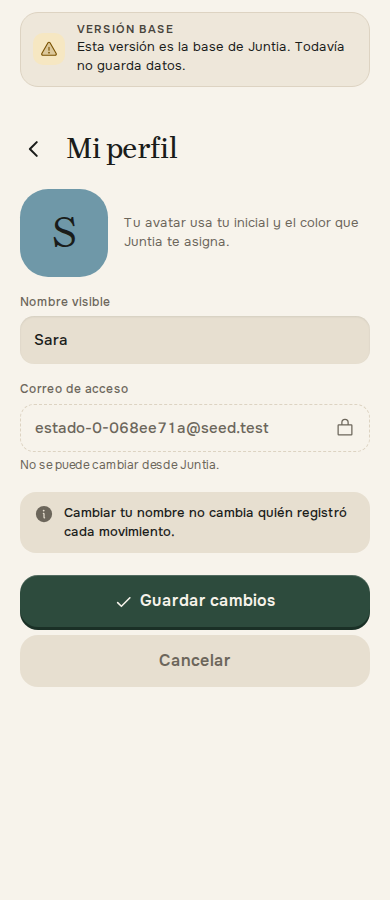 VERSIÓN BASE
Esta versión es la base de Juntia. Todavía
no guarda datos.
Mi perfil
S
Tu avatar usa tu inicial y el color que
Juntia te asigna.
Nombre visible
Sara
Correo de acceso
estado-0-068ee71a@seed.test
No se puede cambiar desde Juntia.
Cambiar tu nombre no cambia quién registró
cada movimiento.
Guardar cambios
Cancelar